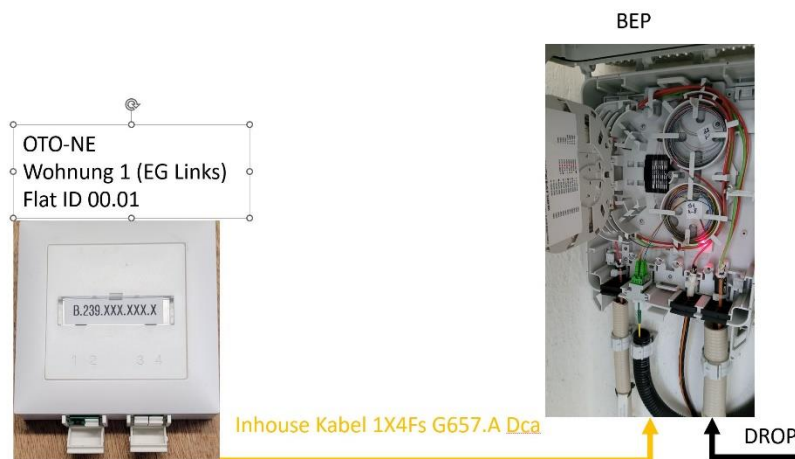 BEP
OTO-NE
Wohnung 1 (EG Links)
Flat ID 00.01
B.239.XXX.XXX.X
1 2 3 4
Inhouse Kabel 1X4Fs G657.A Dca
DROP